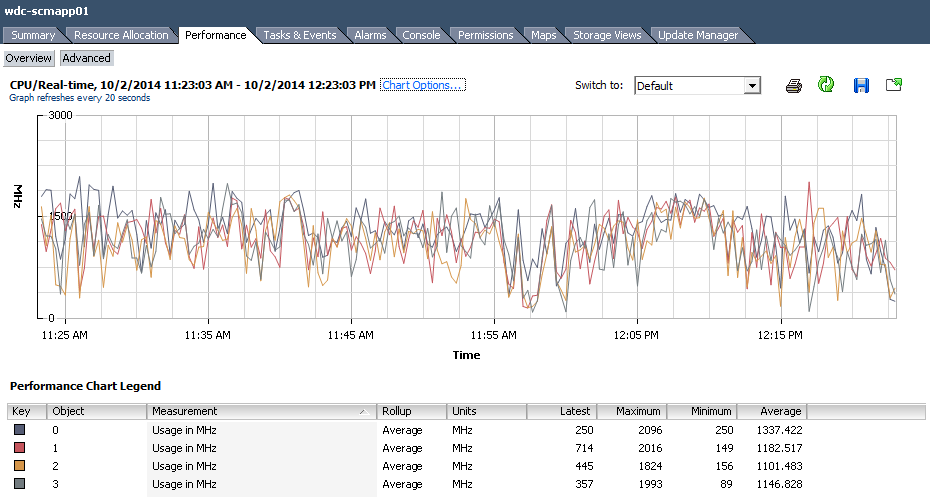 wdc-scmapp01
Summary Resource Allocation Performance Tasks & Events Alarms Console Permissions Maps Storage Views Update Manager
Overview Advanced
CPU/Real-time, 10/2/2014 11:23:03 AM - 10/2/2014 12:23:03 PM Chart Options... Switch to: Default
Graph refreshes every 20 seconds
3000
MHz
1500
0
11:25 AM 11:35 AM 11:45 AM 11:55 AM 12:05 PM 12:15 PM
Time
Performance Chart Legend
Key Object Measurement Rollup Units Latest Maximum Minimum Average
0 Usage in MHz Average MHz 250 2096 250 1337.422
1 Usage in MHz Average MHz 714 2016 149 1182.517
2 Usage in MHz Average MHz 445 1824 156 1101.483
3 Usage in MHz Average MHz 357 1993 89 1146.828